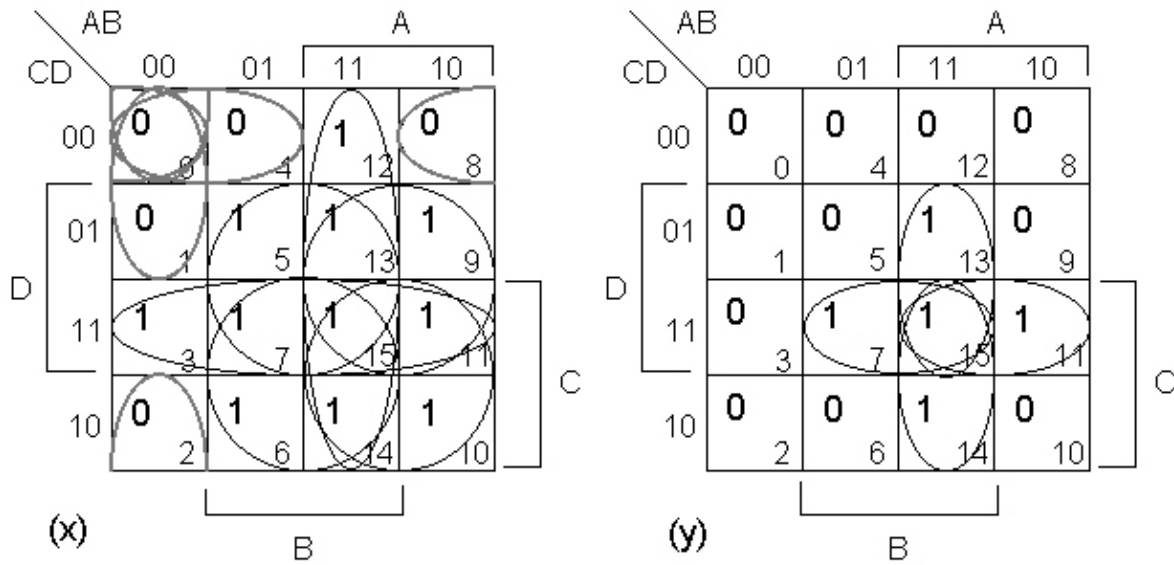 AB A AB A
CD 00 01 11 10 CD 00 01 11 10
00 0 0 1 0 00 0 0 0 0
0 4 12 8 0 4 12 8
01 0 1 1 1 01 0 0 1 0
1 5 13 9 1 5 13 9
D D
11 1 1 1 1 11 0 1 1 1
3 7 15 11 3 7 15 11
C C
10 0 1 1 1 10 0 0 1 0
2 6 14 10 2 6 14 10
(x) B (y) B